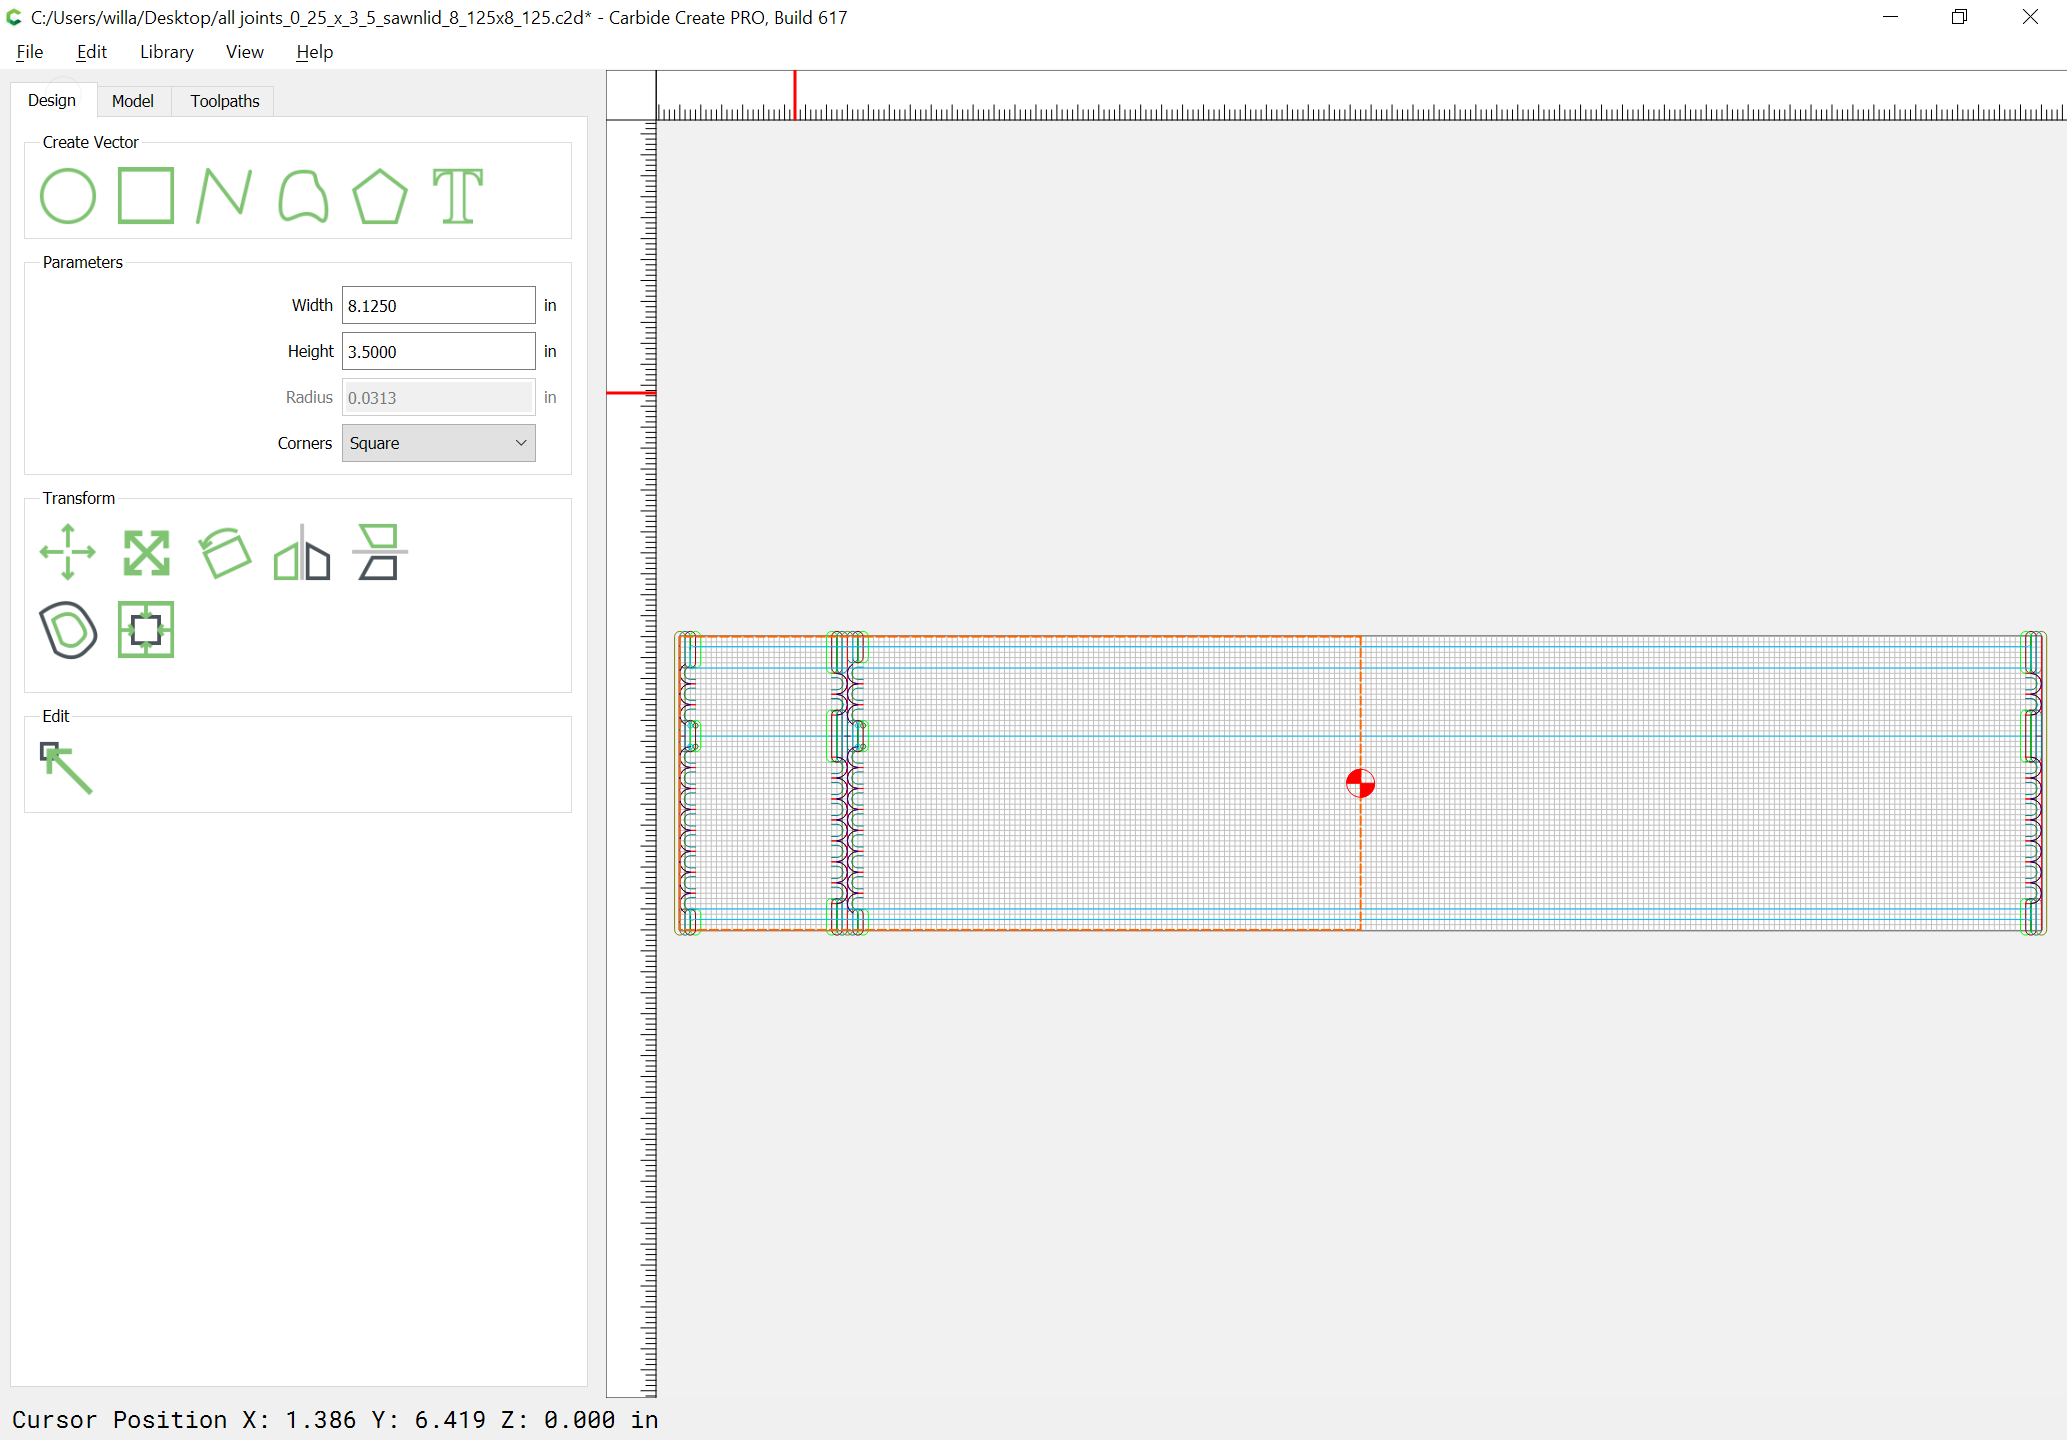 C:/Users/willa/Desktop/all joints_0_25_x_3_5_sawnlid_8_125x8_125.c2d* - Carbide Create PRO, Build 617
File Edit Library View Help
Design Model Toolpaths
Create Vector
Parameters
Width 8.1250 in
Height 3.5000 in
Radius 0.0313 in
Corners Square
Transform
Edit
Cursor Position X: 1.386 Y: 6.419 Z: 0.000 in